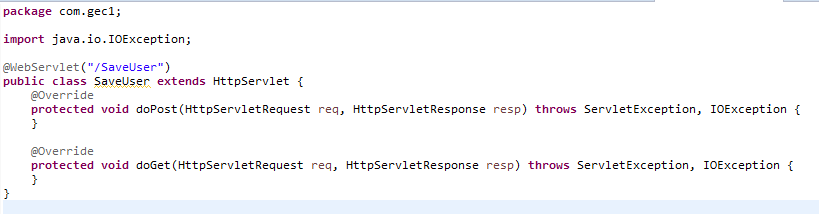 package com.gec1;
import java.io.IOException;
@WebServlet("/SaveUser")
public class SaveUser extends HttpServlet {
@Override
protected void doPost(HttpServletRequest req, HttpServletResponse resp) throws ServletException, IOException {
}
@Override
protected void doGet(HttpServletRequest req, HttpServletResponse resp) throws ServletException, IOException {
}
}